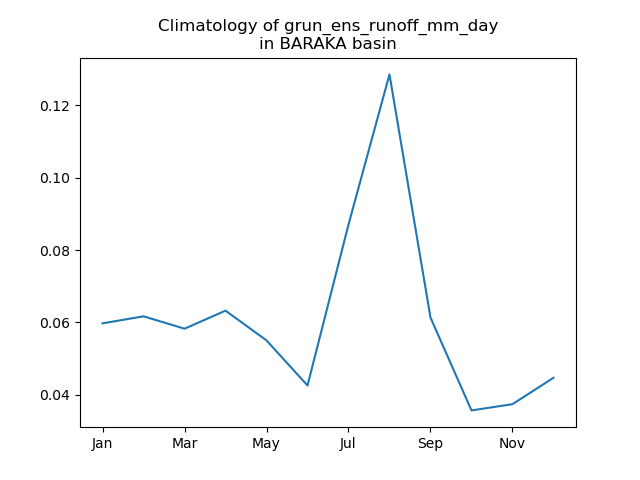 Climatology of grun_ens_runoff_mm_day
in BARAKA basin
0.12
0.10
0.08
0.06
0.04
Jan Mar May Jul Sep Nov